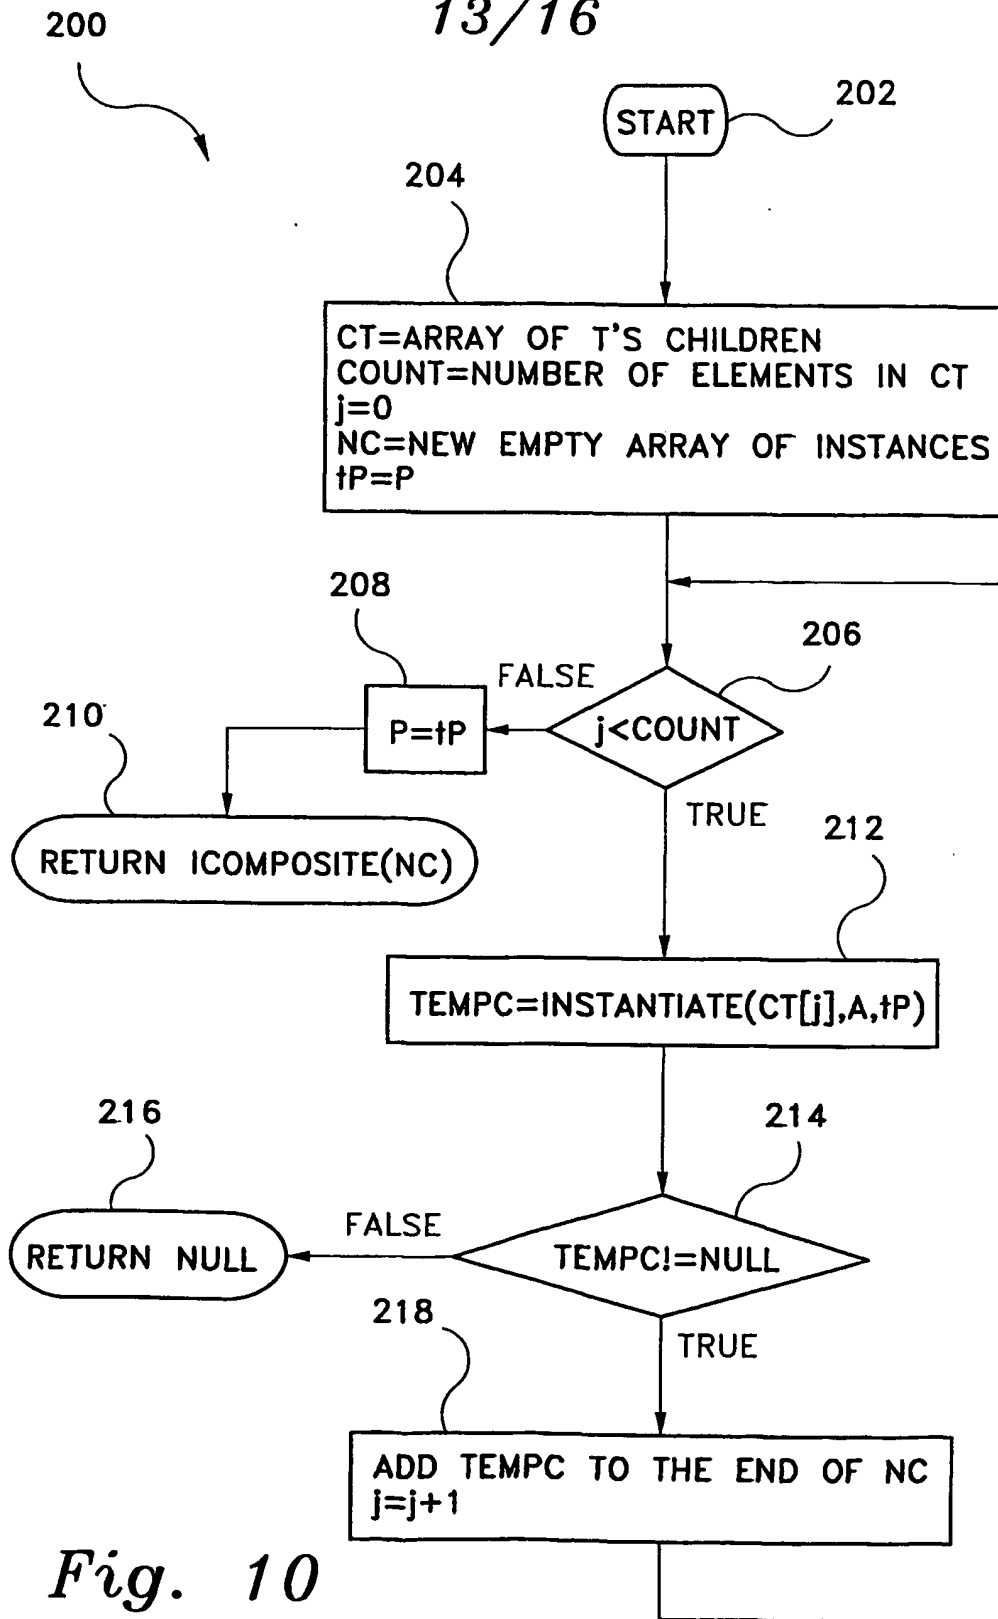 13/16
200
START
202
204
CT=ARRAY OF T'S CHILDREN
COUNT=NUMBER OF ELEMENTS IN CT
j=0
NC=NEW EMPTY ARRAY OF INSTANCES
tP=P
208
206
FALSE
j<COUNT
P=tP
210
TRUE
RETURN ICOMPOSITE(NC)
212
TEMPC=INSTANTIATE(CT[j],A,tP)
216
214
FALSE
RETURN NULL
TEMPC!=NULL
218
TRUE
ADD TEMPC TO THE END OF NC
j=j+1
Fig. 10